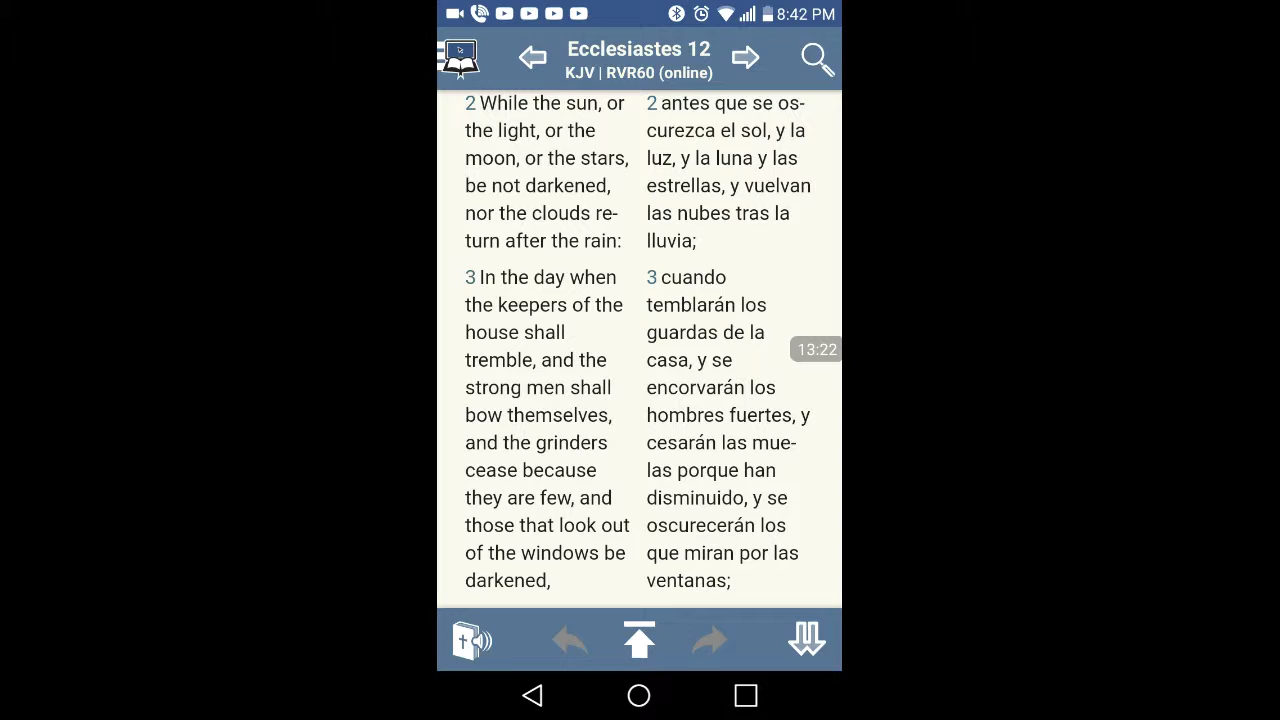 8:42 PM
Ecclesiastes 12
KJV | RVR60 (online)
2 While the sun, or
the light, or the
moon, or the stars,
be not darkened,
nor the clouds re-
turn after the rain:
3 In the day when
the keepers of the
house shall
tremble, and the
strong men shall
bow themselves,
and the grinders
cease because
they are few, and
those that look out
of the windows be
darkened,
2 antes que se os-
curezca el sol, y la
luz, y la luna y las
estrellas, y vuelvan
las nubes tras la
lluvia;
3 cuando
temblarán los
guardas de la
casa, y se
encorvarán los
hombres fuertes, y
cesarán las mue-
las porque han
disminuido, y se
oscurecerán los
que miran por las
ventanas;
13:22